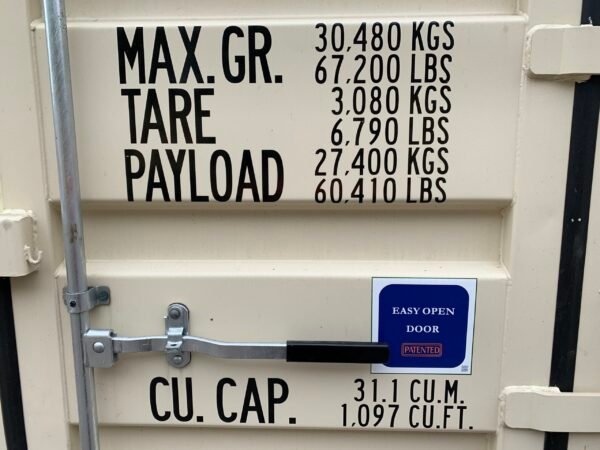 MAX. GR. 30,480 KGS
67,200 LBS
TARE 3,080 KGS
6,790 LBS
PAYLOAD 27,400 KGS
60,410 LBS
EASY OPEN
DOOR
PATENTED
CU. CAP. 31.1 CU.M.
1,097 CU.FT.